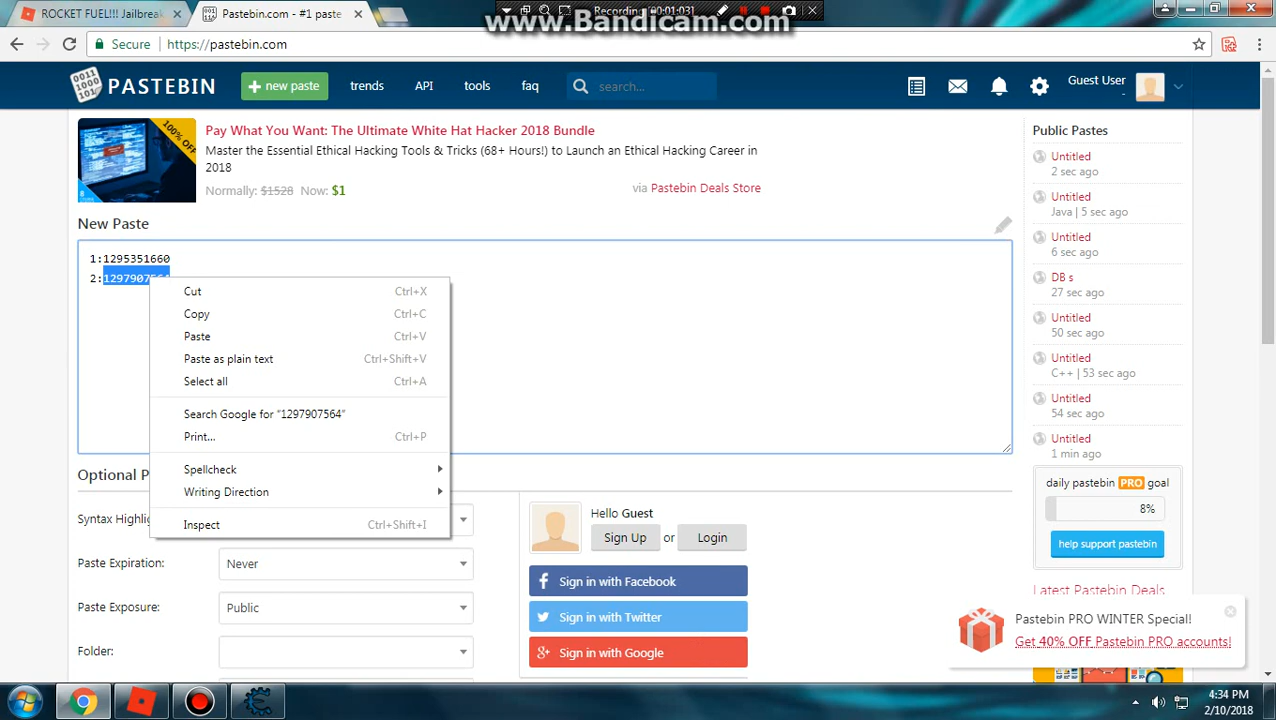 ROCKET FUEL!!! Jailbreak
Pastebin.com - #1 paste
Recording [00:01:03]
www.Bandicam.com
Secure
https://pastebin.com
PASTEBIN
+ new paste
trends
API
tools
faq
search...
Guest User
-
Pay What You Want: The Ultimate White Hat Hacker 2018 Bundle
Master the Essential Ethical Hacking Tools & Tricks (68+ Hours!) to Launch an Ethical Hacking Career in
2018
Normally: $1528 Now: $1
via Pastebin Deals Store
100% OFF
New Paste
1:1295351660
2:1297907564
Cut Ctrl+X
Copy Ctrl+C
Paste Ctrl+V
Paste as plain text Ctrl+Shift+V
Select all Ctrl+A
Search Google for "1297907564"
Print... Ctrl+P
Spellcheck
Writing Direction
Inspect Ctrl+Shift+I
Optional P
Syntax Highlig
Paste Expiration: Never
Paste Exposure: Public
Folder:
Hello Guest
Sign Up or Login
Sign in with Facebook
Sign in with Twitter
Sign in with Google
Public Pastes
Untitled
2 sec ago
Untitled
Java | 5 sec ago
Untitled
6 sec ago
DB s
27 sec ago
Untitled
50 sec ago
Untitled
C++ | 53 sec ago
Untitled
54 sec ago
Untitled
1 min ago
daily pastebin PRO goal
8%
help support pastebin
Latest Pastebin Deals
Pastebin PRO WINTER Special!
Get 40% OFF Pastebin PRO accounts!
4:34 PM
2/10/2018